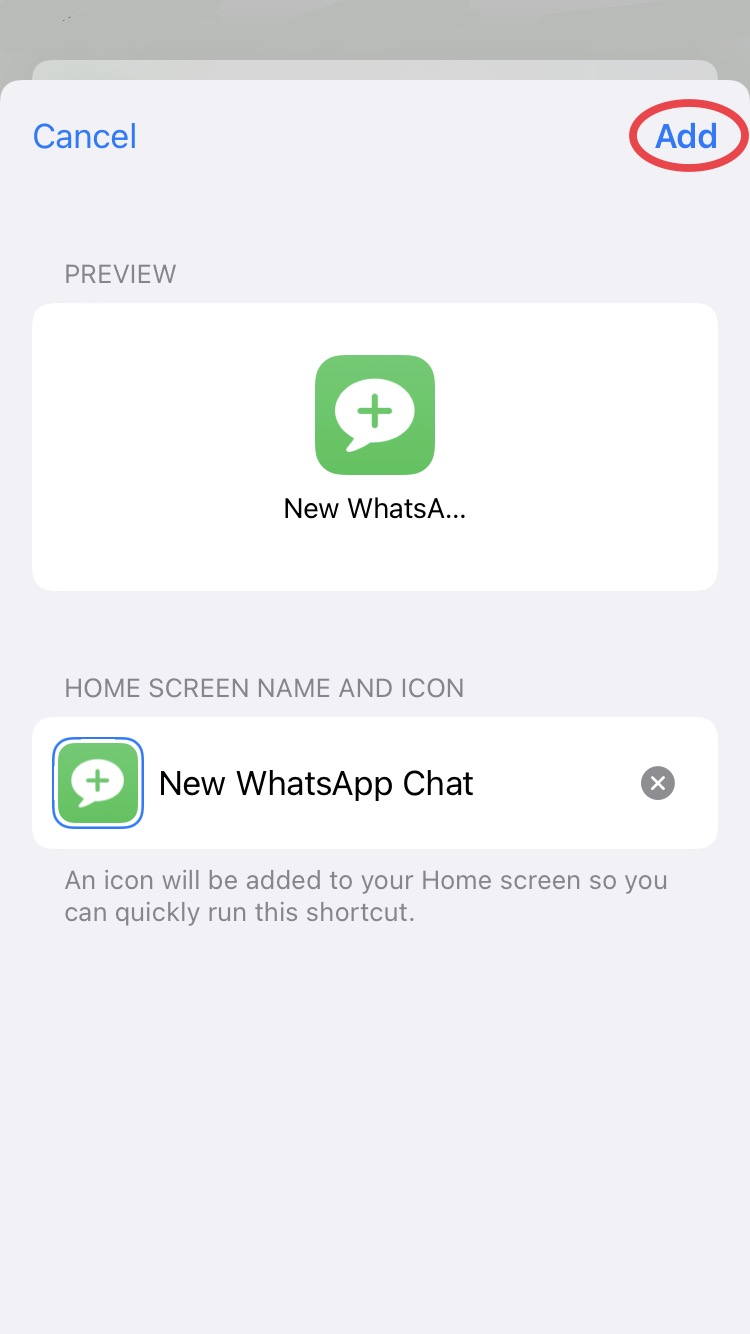 Cancel
Add
PREVIEW
New WhatsA...
HOME SCREEN NAME AND ICON
New WhatsApp Chat
An icon will be added to your Home screen so you
can quickly run this shortcut.